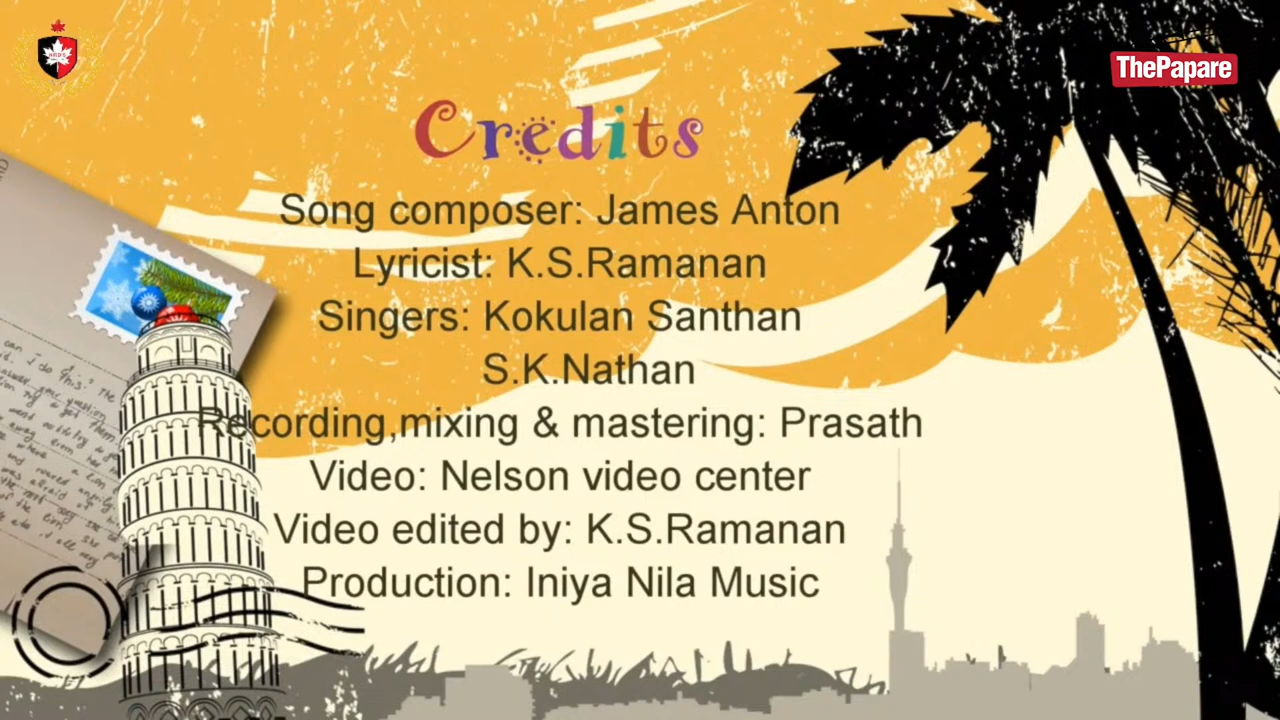 ThePapare
Credits
Song composer: James Anton
Lyricist: K.S.Ramanan
Singers: Kokulan Santhan
S.K.Nathan
Recording,mixing & mastering: Prasath
Video: Nelson video center
Video edited by: K.S.Ramanan
Production: Iniya Nila Music